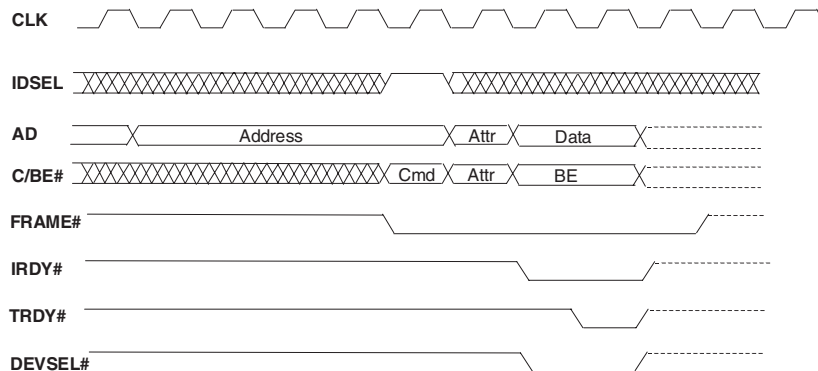 CLK
IDSEL
AD Address Attr Data
C/BE# Cmd Attr BE
FRAME#
IRDY#
TRDY#
DEVSEL#